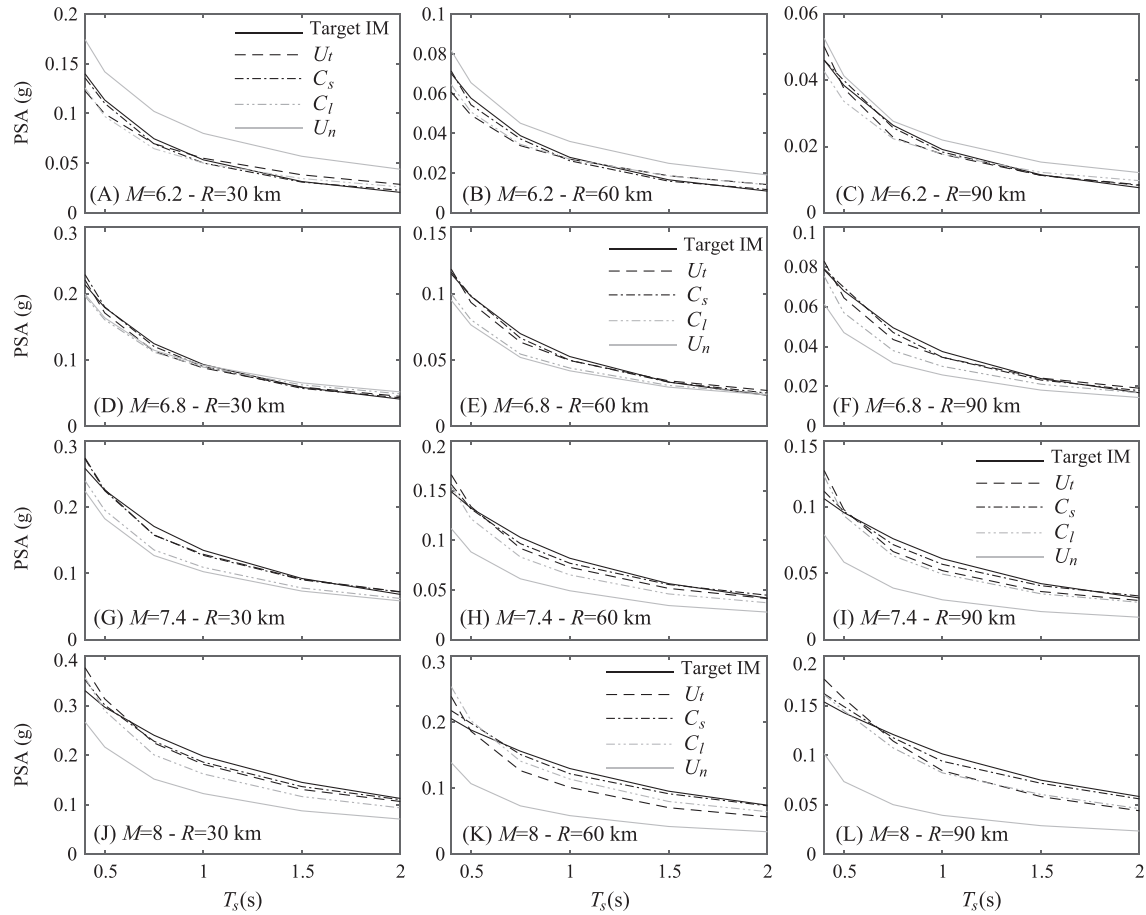 0.2
0.15
0.1
0.05
0
PSA (g)
Target IM
Ut
Cs
Cl
Un
(A) M=6.2 - R=30 km
0.1
0.08
0.06
0.04
0.02
0
(B) M=6.2 - R=60 km
0.06
0.04
0.02
0
(C) M=6.2 - R=90 km
0.3
0.2
0.1
0
PSA (g)
(D) M=6.8 - R=30 km
0.15
0.1
0.05
0
Target IM
Ut
Cs
Cl
Un
(E) M=6.8 - R=60 km
0.1
0.08
0.06
0.04
0.02
0
(F) M=6.8 - R=90 km
0.3
0.2
0.1
0
PSA (g)
(G) M=7.4 - R=30 km
0.2
0.15
0.1
0.05
0
(H) M=7.4 - R=60 km
0.15
0.1
0.05
0
Target IM
Ut
Cs
Cl
Un
(I) M=7.4 - R=90 km
0.4
0.3
0.2
0.1
0
PSA (g)
(J) M=8 - R=30 km
0.5 1 1.5 2
Ts(s)
0.3
0.2
0.1
0
Target IM
Ut
Cs
Cl
Un
(K) M=8 - R=60 km
0.5 1 1.5 2
Ts(s)
0.2
0.15
0.1
0.05
0
(L) M=8 - R=90 km
0.5 1 1.5 2
Ts(s)